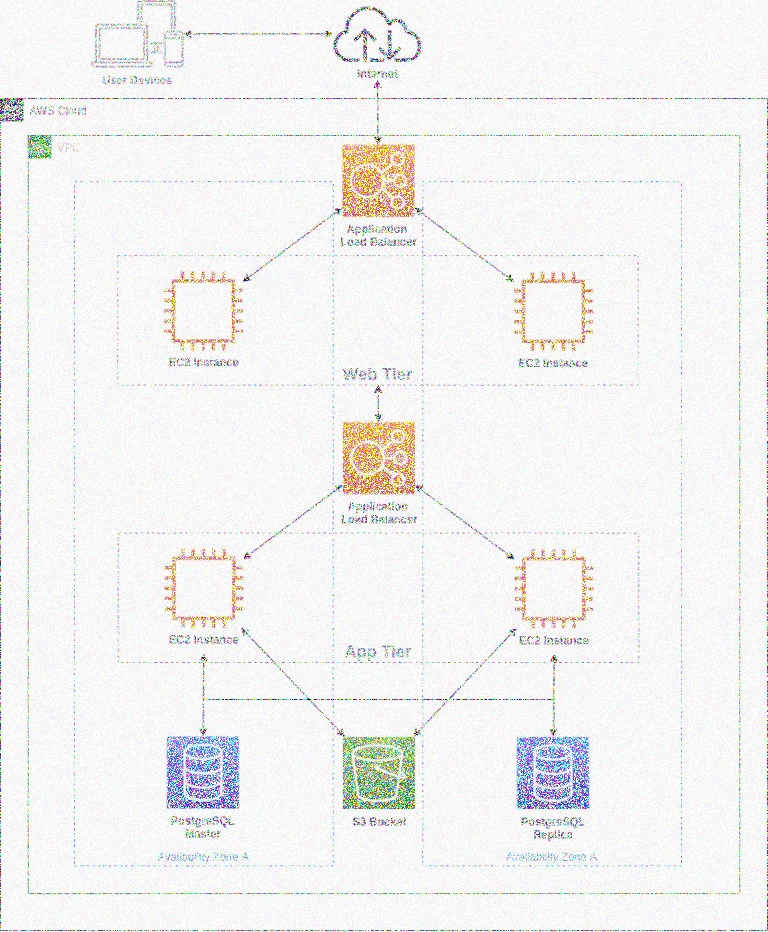 User Devices
Internet
AWS Cloud
VPC
Application
Load Balancer
EC2 Instance
EC2 Instance
Web Tier
Application
Load Balancer
EC2 Instance
EC2 Instance
App Tier
PostgreSQL
Master
S3 Bucket
PostgreSQL
Replica
Availability Zone A
Availability Zone A